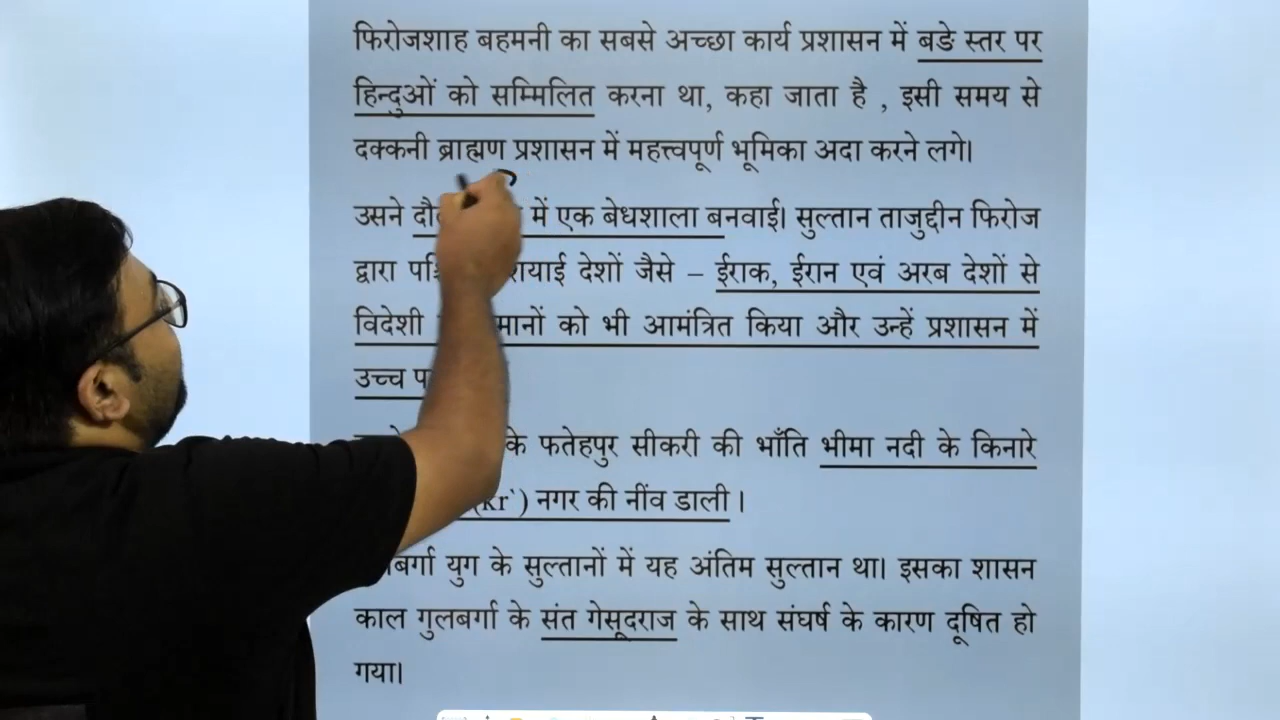 फिरोजशाह बहमनी का सबसे अच्छा कार्य प्रशासन में बङे स्तर पर
हिन्दुओं को सम्मिलित करना था, कहा जाता है , इसी समय से
दक्कनी ब्राह्मण प्रशासन में महत्त्वपूर्ण भूमिका अदा करने लगे।
उसने में एक बेधशाला बनवाई। सुल्तान ताजुद्दीन फिरोज
द्वारा देशों जैसे – ईराक, ईरान एवं अरब देशों से
विदेशी को भी आमंत्रित किया और उन्हें प्रशासन में
उच्च
के फतेहपुर सीकरी की भाँति भीमा नदी के किनारे
नगर की नींव डाली ।
युग के सुल्तानों में यह अंतिम सुल्तान था। इसका शासन
काल गुलबर्गा के संत गेसूदराज के साथ संघर्ष के कारण दूषित हो
गया।